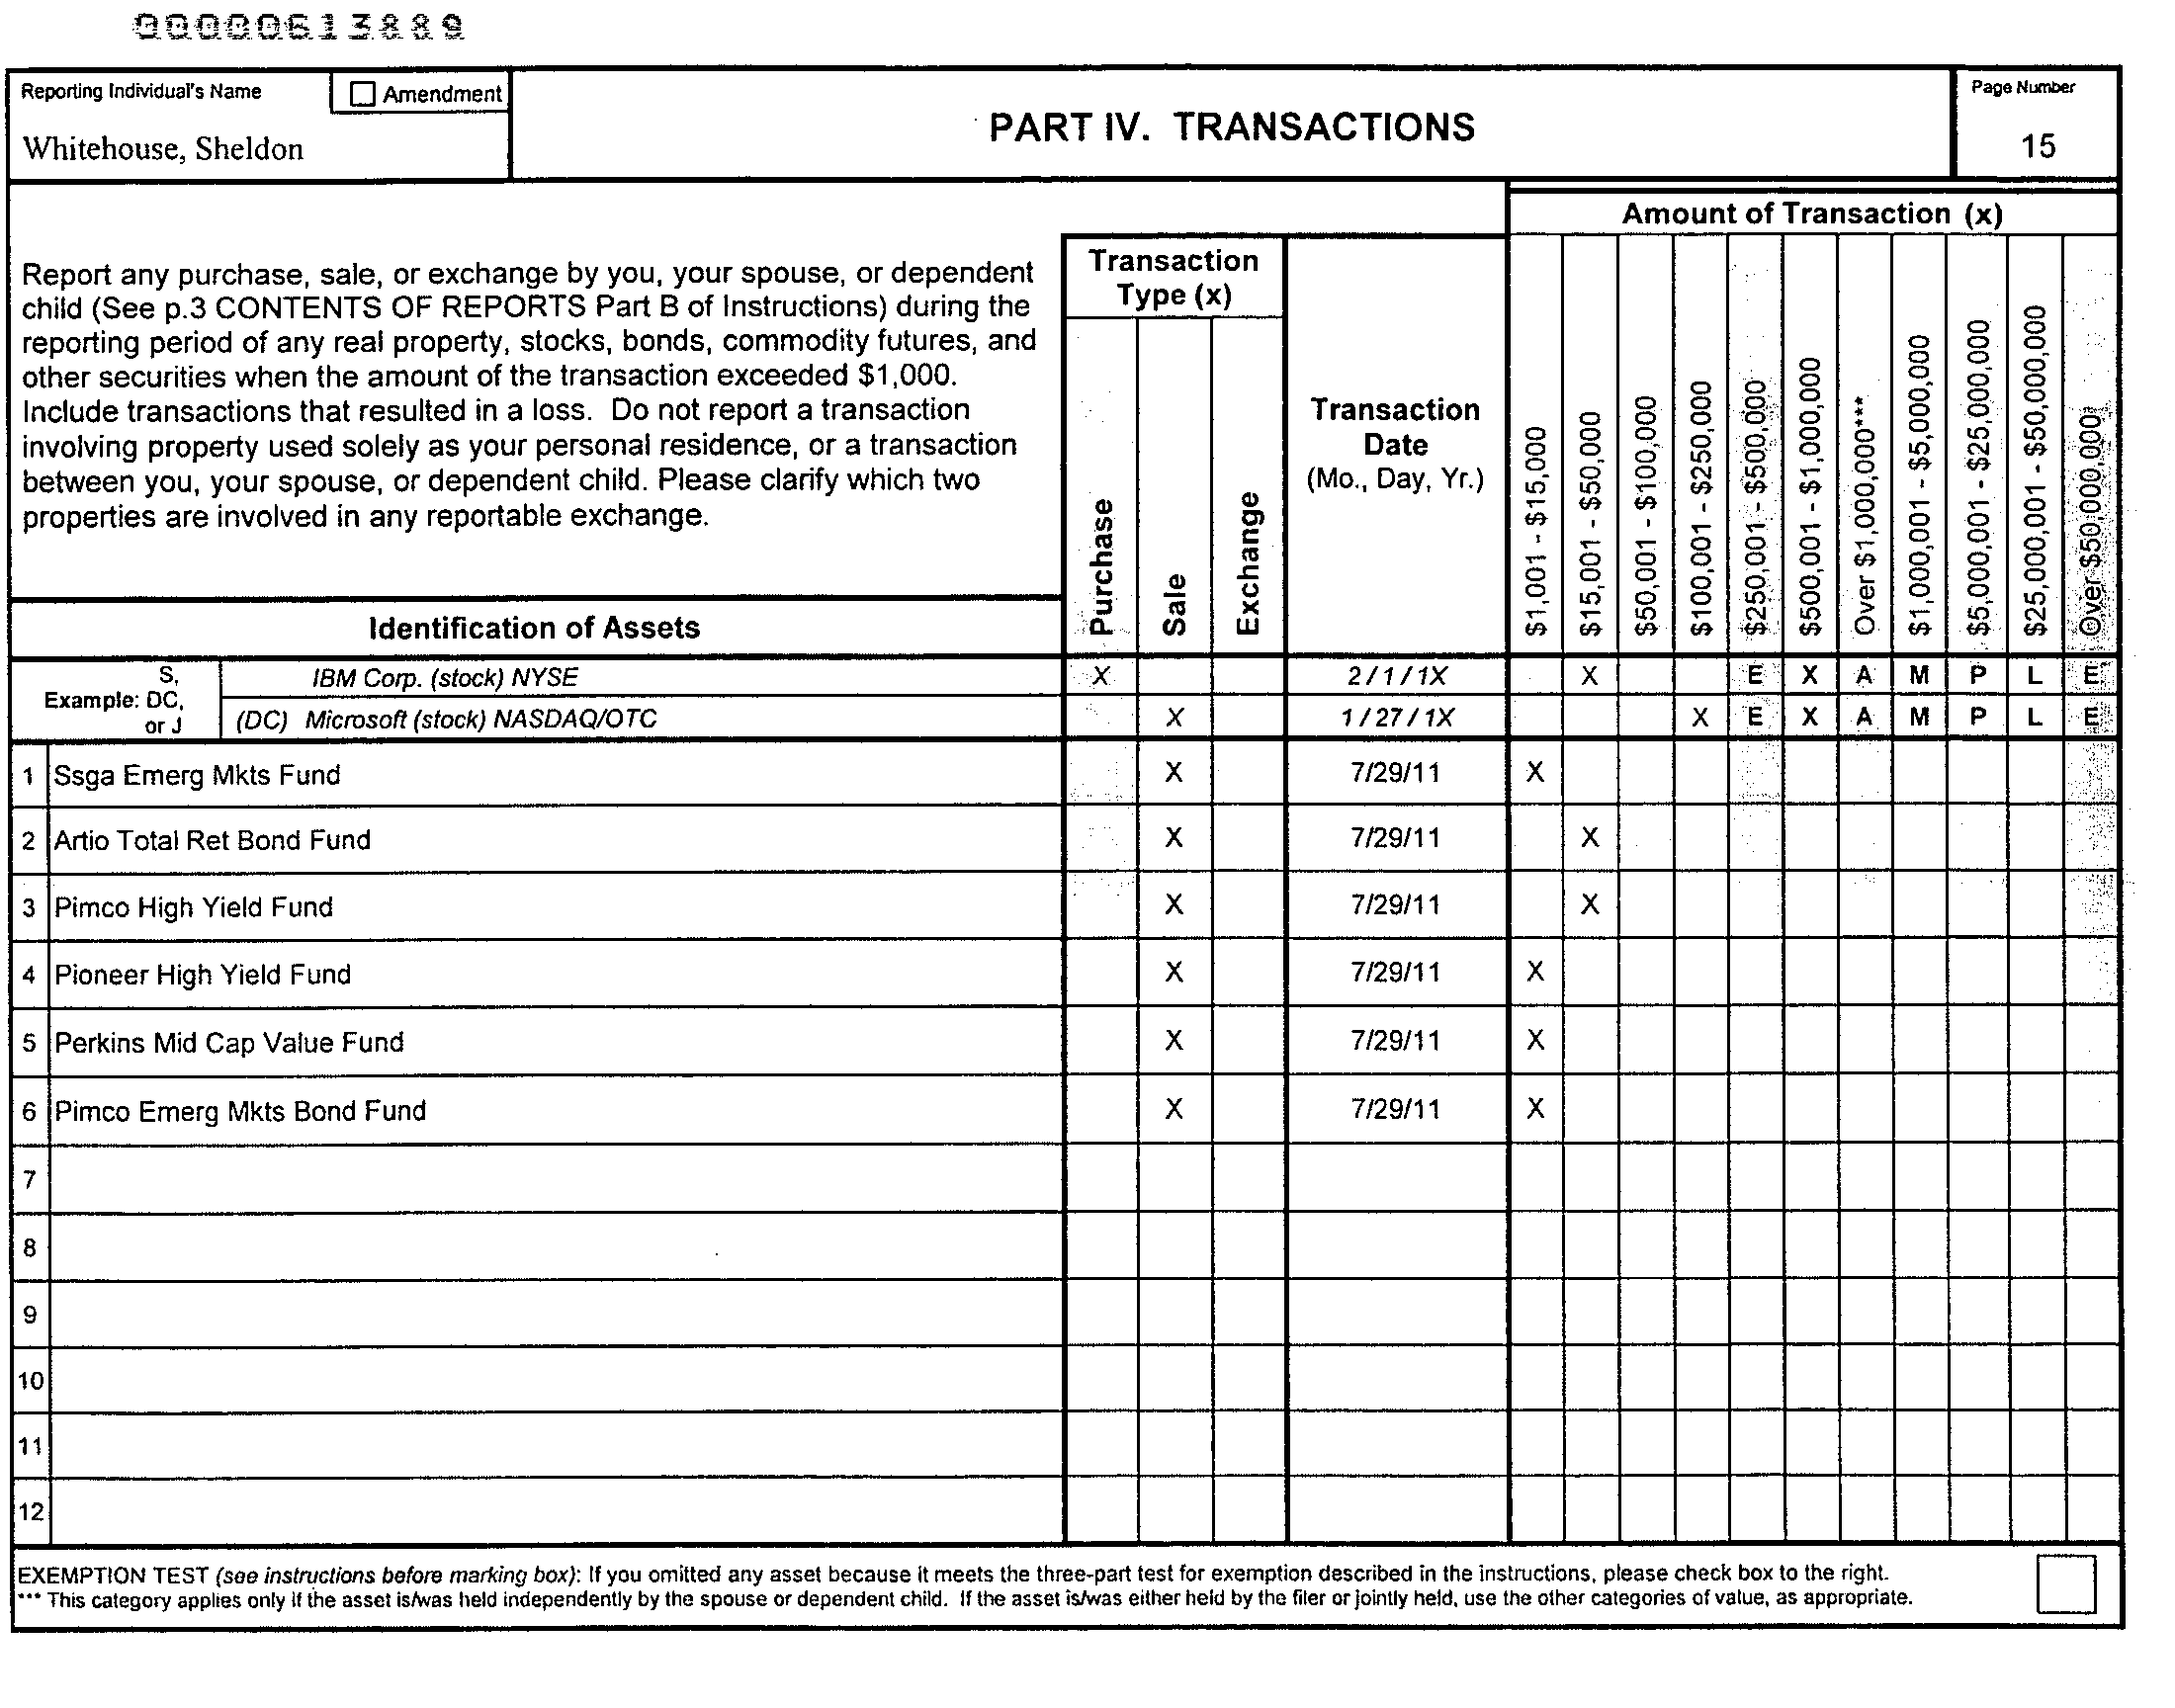 00000613889
Reporting Individual's Name
Amendment
Whitehouse, Sheldon
PART IV. TRANSACTIONS
Page Number
15
Report any purchase, sale, or exchange by you, your spouse, or dependent
child (See p.3 CONTENTS OF REPORTS Part B of Instructions) during the
reporting period of any real property, stocks, bonds, commodity futures, and
other securities when the amount of the transaction exceeded $1,000.
Include transactions that resulted in a loss. Do not report a transaction
involving property used solely as your personal residence, or a transaction
between you, your spouse, or dependent child. Please clarify which two
properties are involved in any reportable exchange.
Identification of Assets
Transaction
Type (x)
Purchase
Sale
Exchange
Transaction
Date
(Mo., Day, Yr.)
Amount of Transaction (x)
$1,001 - $15,000
$15,001 - $50,000
$50,001 - $100,000
$100,001 - $250,000
$250,001 - $500,000
$500,001 - $1,000,000
Over $1,000,000***
$1,000,001 - $5,000,000
$5,000,001 - $25,000,000
$25,000,001 - $50,000,000
Over $50,000,000
Example: S, DC, or J
IBM Corp. (stock) NYSE X 2/1/1X X E X A M P L E
(DC) Microsoft (stock) NASDAQ/OTC X 1/27/1X X E X A M P L E
1 Ssga Emerg Mkts Fund X 7/29/11 X
2 Artio Total Ret Bond Fund X 7/29/11 X
3 Pimco High Yield Fund X 7/29/11 X
4 Pioneer High Yield Fund X 7/29/11 X
5 Perkins Mid Cap Value Fund X 7/29/11 X
6 Pimco Emerg Mkts Bond Fund X 7/29/11 X
7
8
9
10
11
12
EXEMPTION TEST (see instructions before marking box): If you omitted any asset because it meets the three-part test for exemption described in the instructions, please check box to the right.
*** This category applies only if the asset is/was held independently by the spouse or dependent child. If the asset is/was either held by the filer or jointly held, use the other categories of value, as appropriate.